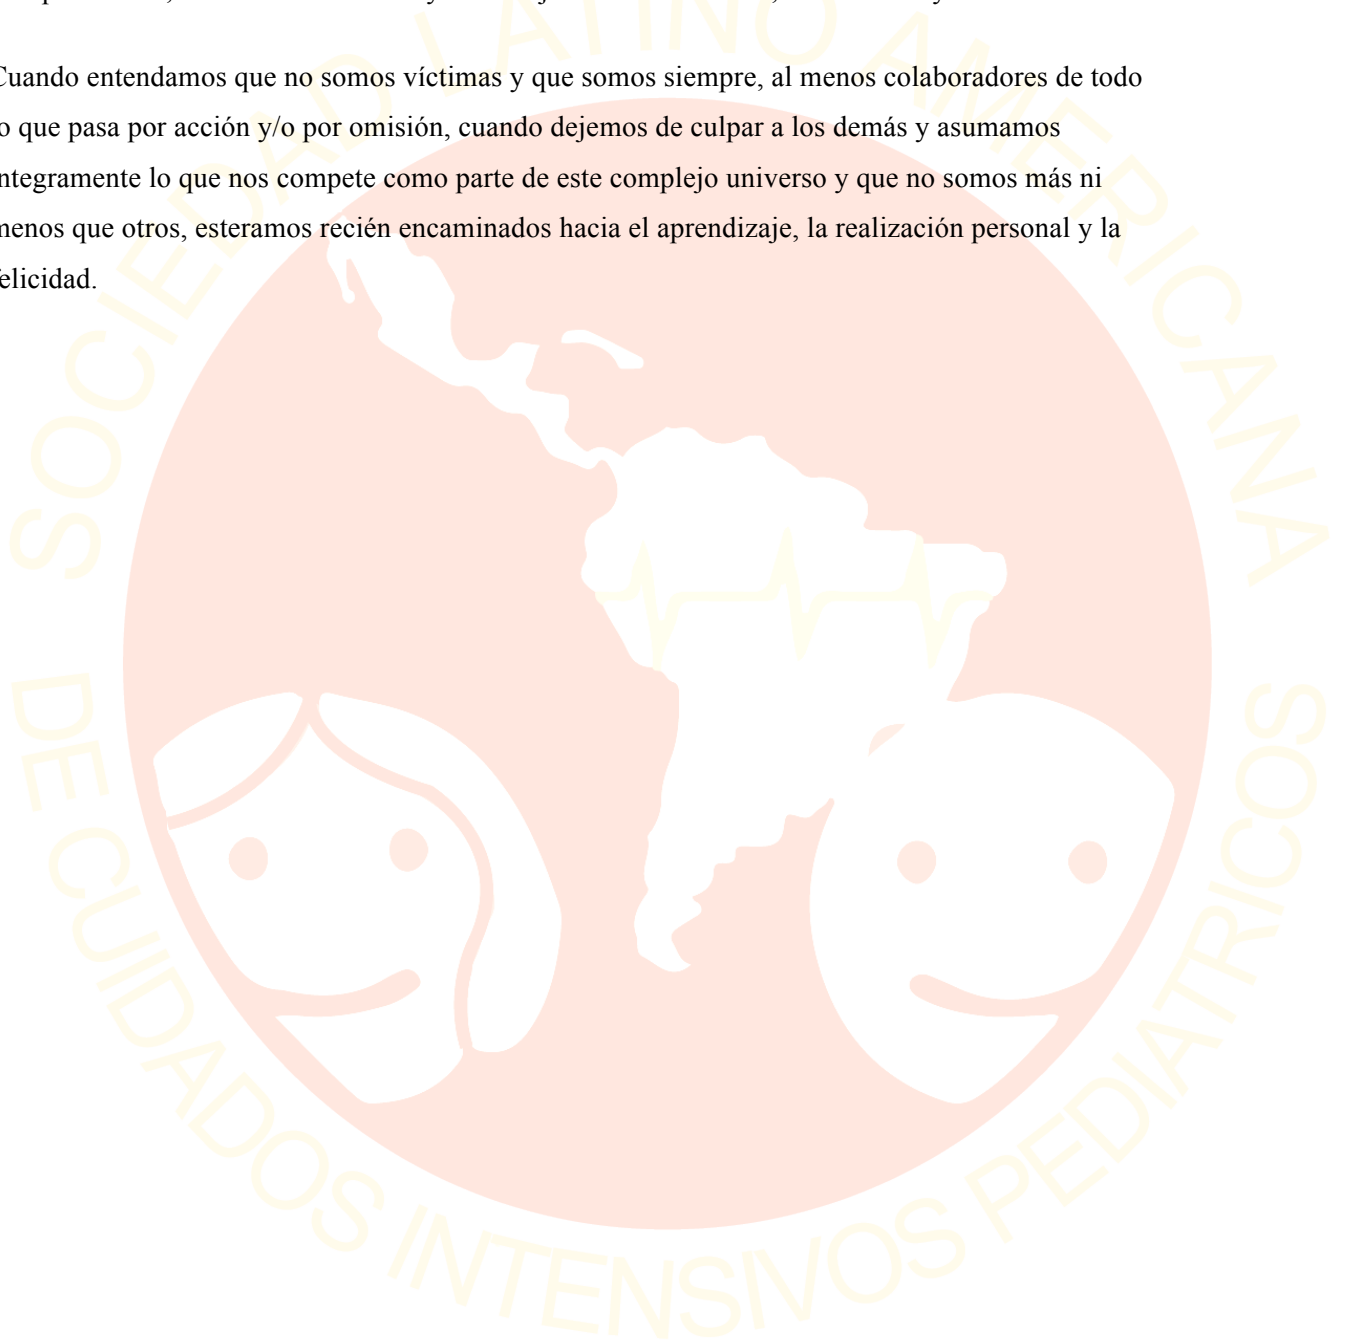 Cuando entendamos que no somos víctimas y que somos siempre, al menos colaboradores de todo
lo que pasa por acción y/o por omisión, cuando dejemos de culpar a los demás y asumamos
íntegramente lo que nos compete como parte de este complejo universo y que no somos más ni
menos que otros, esteramos recién encaminados hacia el aprendizaje, la realización personal y la
felicidad.
SOCIEDAD LATINO AMERICANA
DE CUIDADOS INTENSIVOS PEDIATRICOS